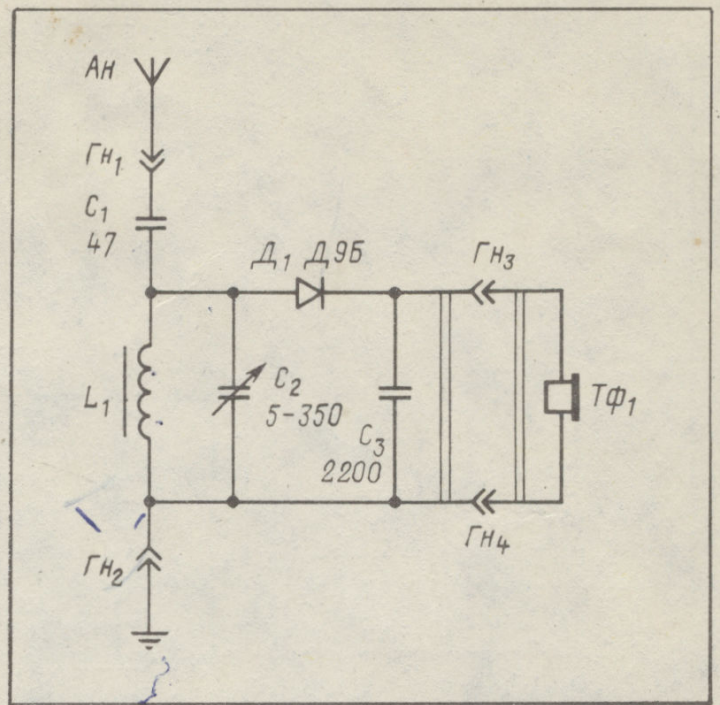 Ан
Гн₁
С₁
47
Д₁ Д9Б
Гн₃
L₁
С₂
5-350
С₃
2200
Тф₁
Гн₄
Гн₂